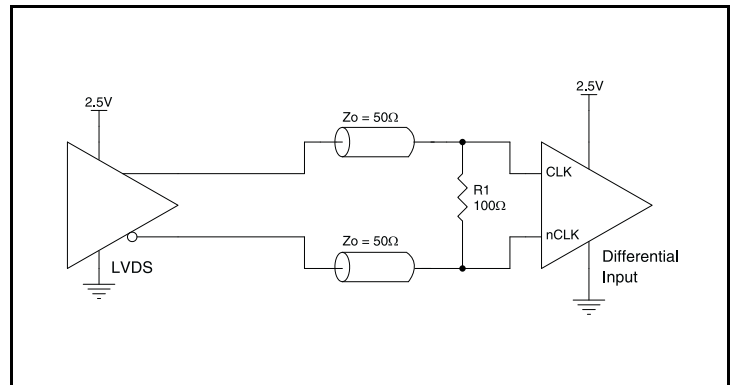 2.5V
2.5V
Zo = 50Ω
CLK
R1
100Ω
nCLK
Zo = 50Ω
LVDS
Differential
Input